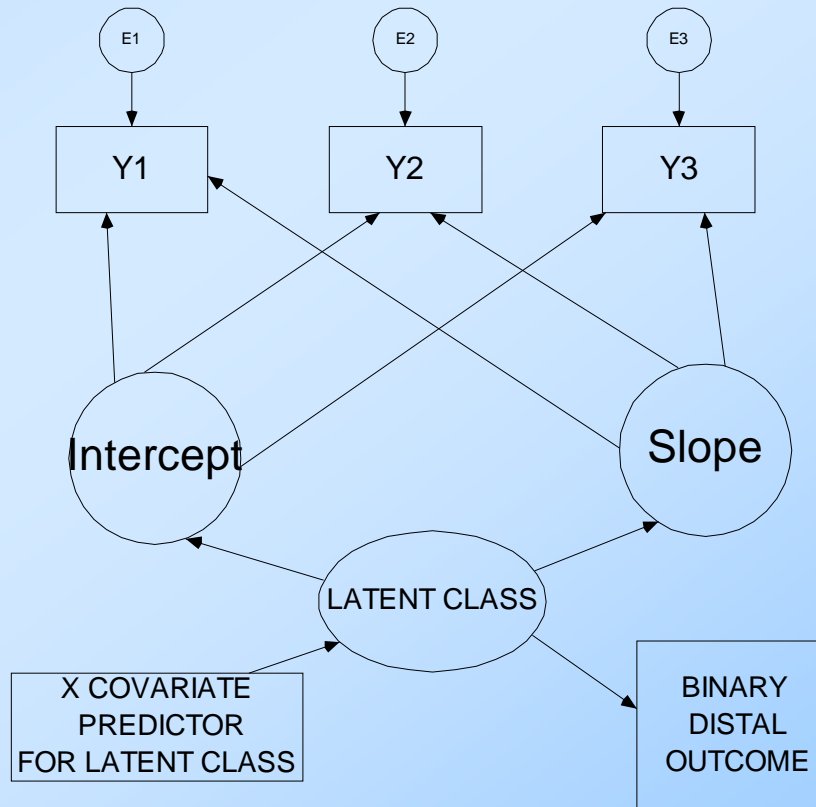 E1
E2
E3
Y1
Y2
Y3
Intercept
Slope
LATENT CLASS
X COVARIATE
PREDICTOR
FOR LATENT CLASS
BINARY
DISTAL
OUTCOME